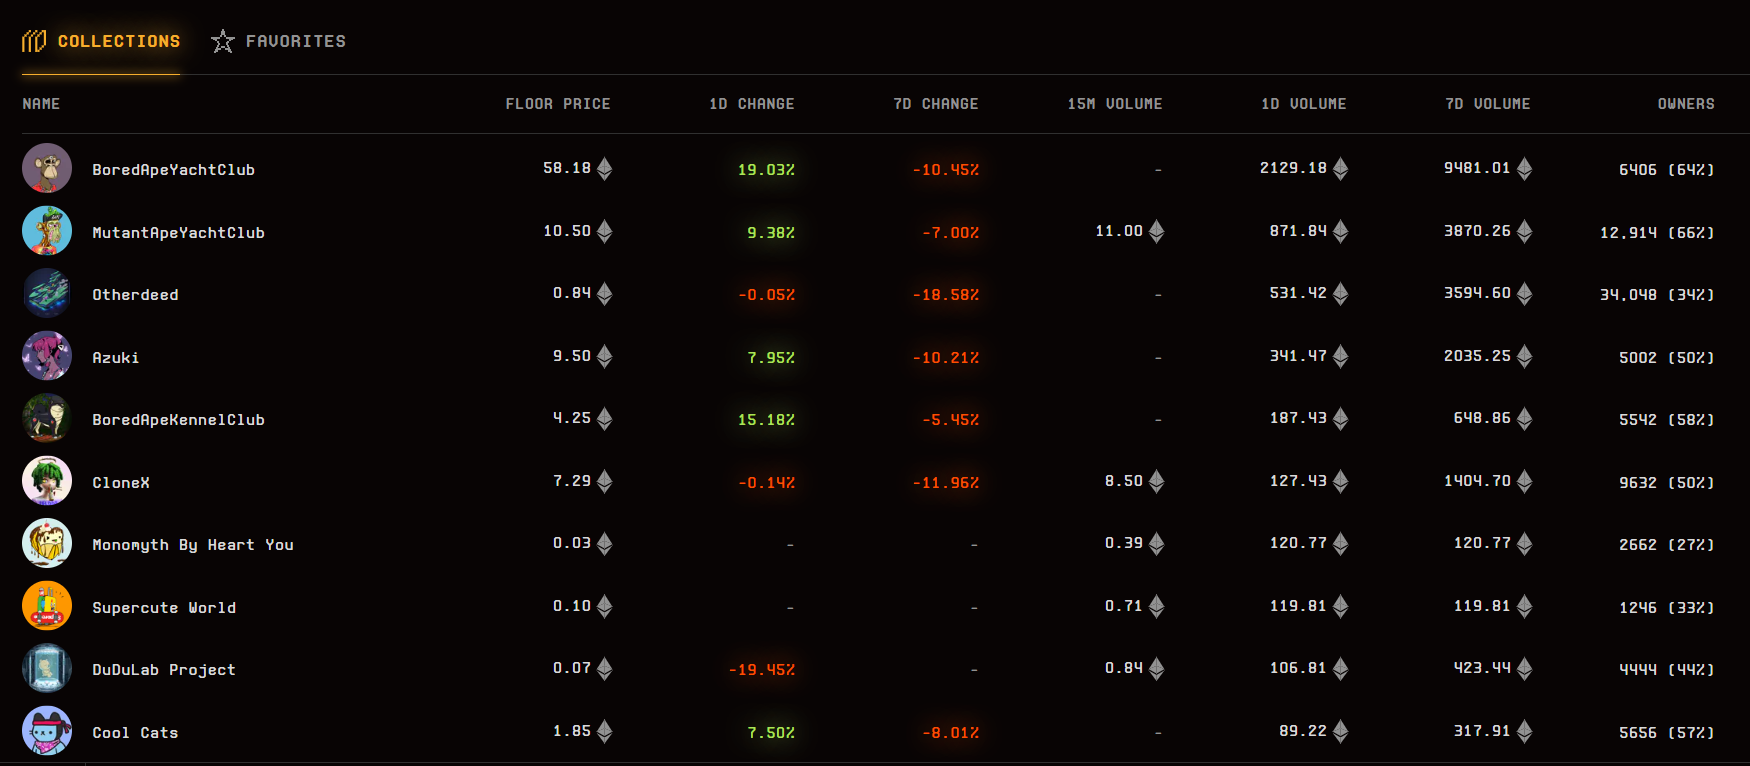 COLLECTIONS FAVORITES
NAME FLOOR PRICE 1D CHANGE 7D CHANGE 15M VOLUME 1D VOLUME 7D VOLUME OWNERS
BoredApeYachtClub 58.18 19.03% -10.45% - 2129.18 9481.01 6406 (64%)
MutantApeYachtClub 10.50 9.38% -7.00% 11.00 871.84 3870.26 12,914 (66%)
Otherdeed 0.84 -0.05% -18.58% - 531.42 3594.60 34,048 (34%)
Azuki 9.50 7.95% -10.21% - 341.47 2035.25 5002 (50%)
BoredApeKennelClub 4.25 15.18% -5.45% - 187.43 648.86 5542 (58%)
CloneX 7.29 -0.14% -11.96% 8.50 127.43 1404.70 9632 (50%)
Monomyth By Heart You 0.03 - - 0.39 120.77 120.77 2662 (27%)
Supercute World 0.10 - - 0.71 119.81 119.81 1246 (33%)
DuDuLab Project 0.07 -19.45% - 0.84 106.81 423.44 4444 (44%)
Cool Cats 1.85 7.50% -8.01% - 89.22 317.91 5656 (57%)